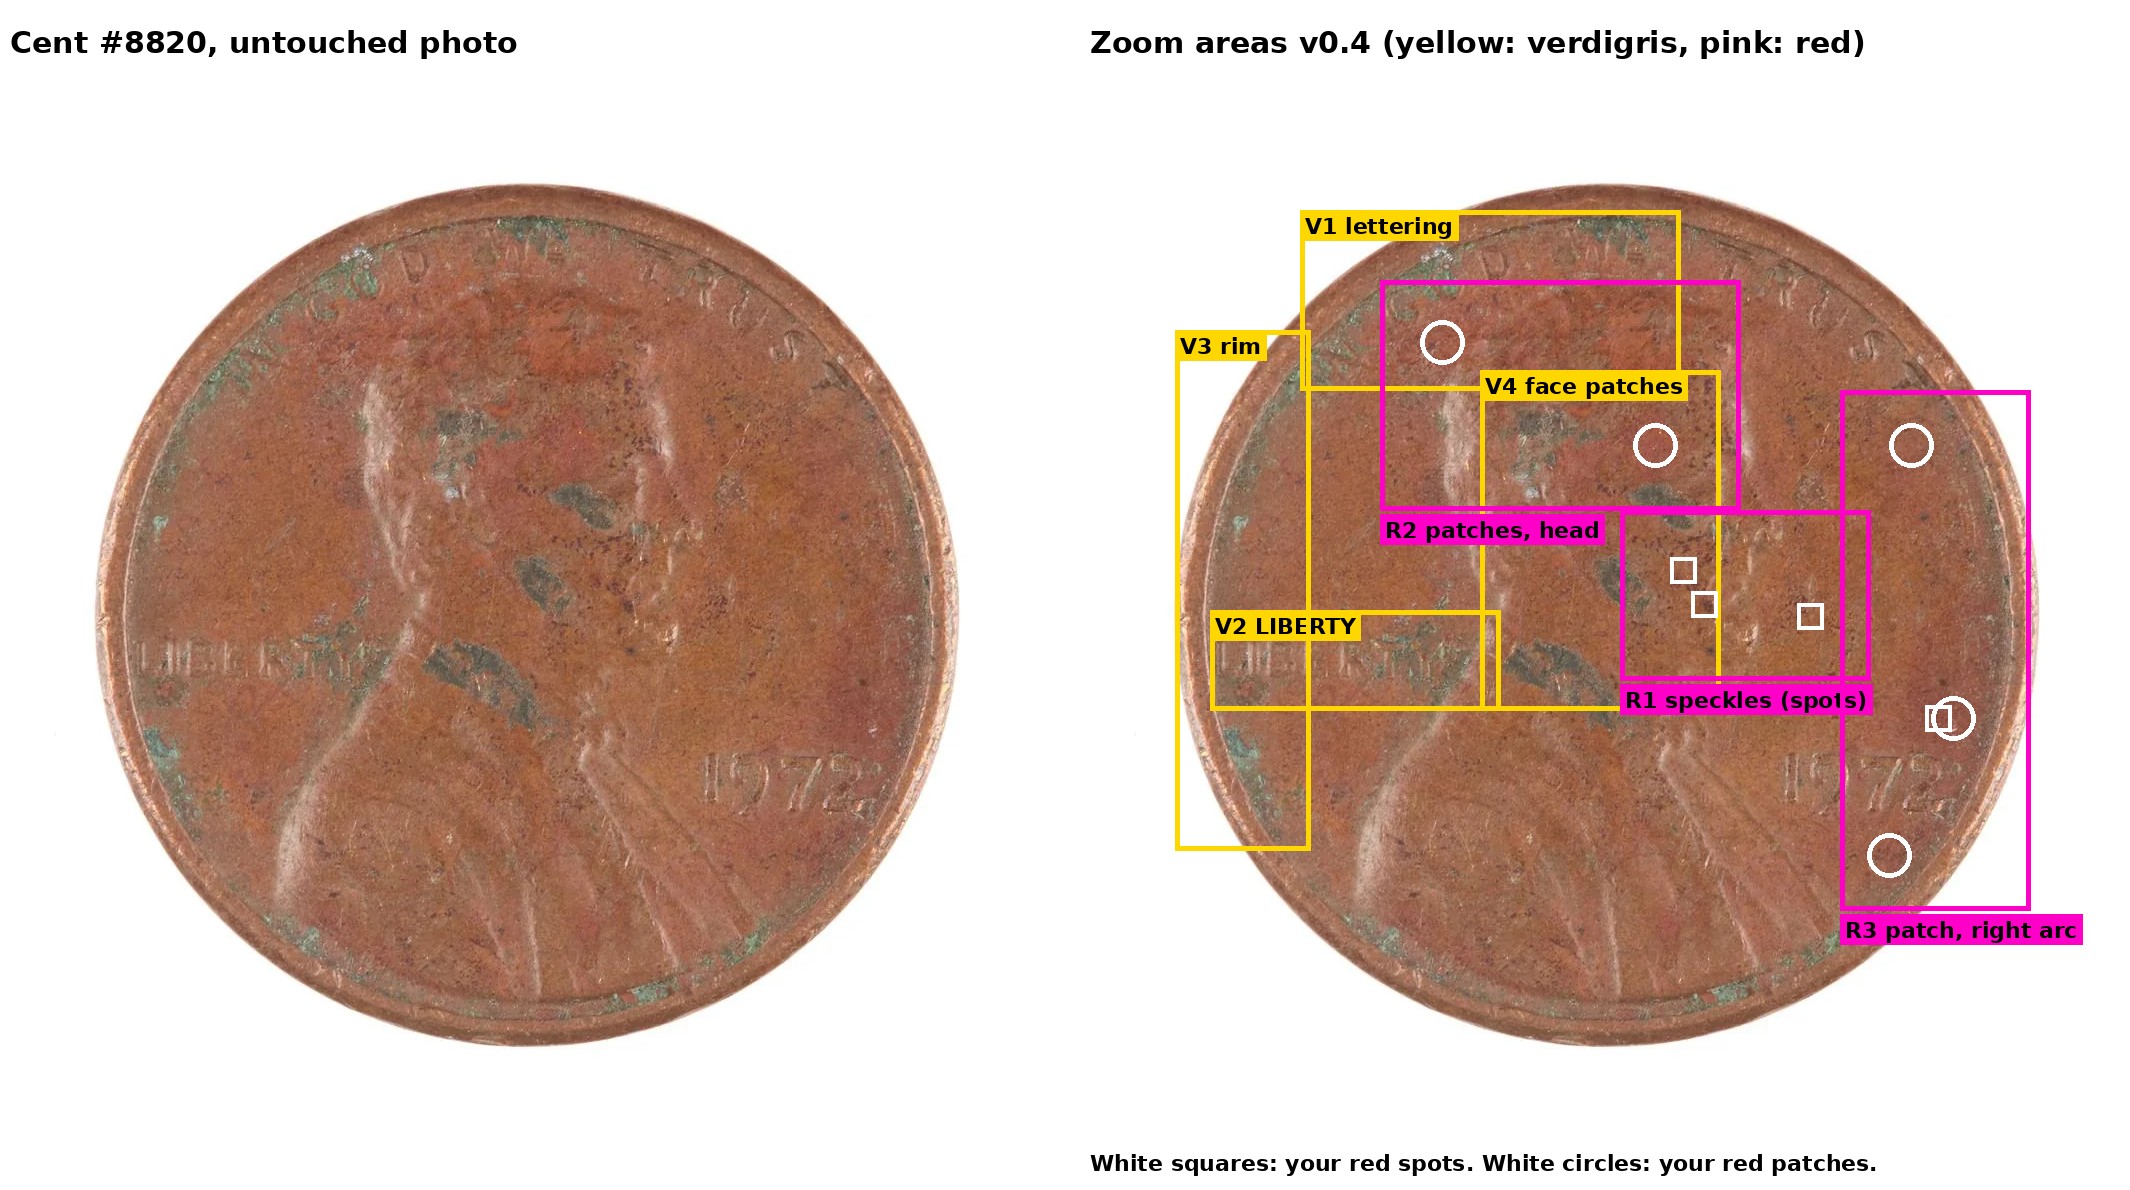 Cent #8820, untouched photo
Zoom areas v0.4 (yellow: verdigris, pink: red)
V1 lettering
V3 rim
V4 face patches
R2 patches, head
V2 LIBERTY
R1 speckles (spots)
R3 patch, right arc
LIBERTY
1972
1972
White squares: your red spots. White circles: your red patches.